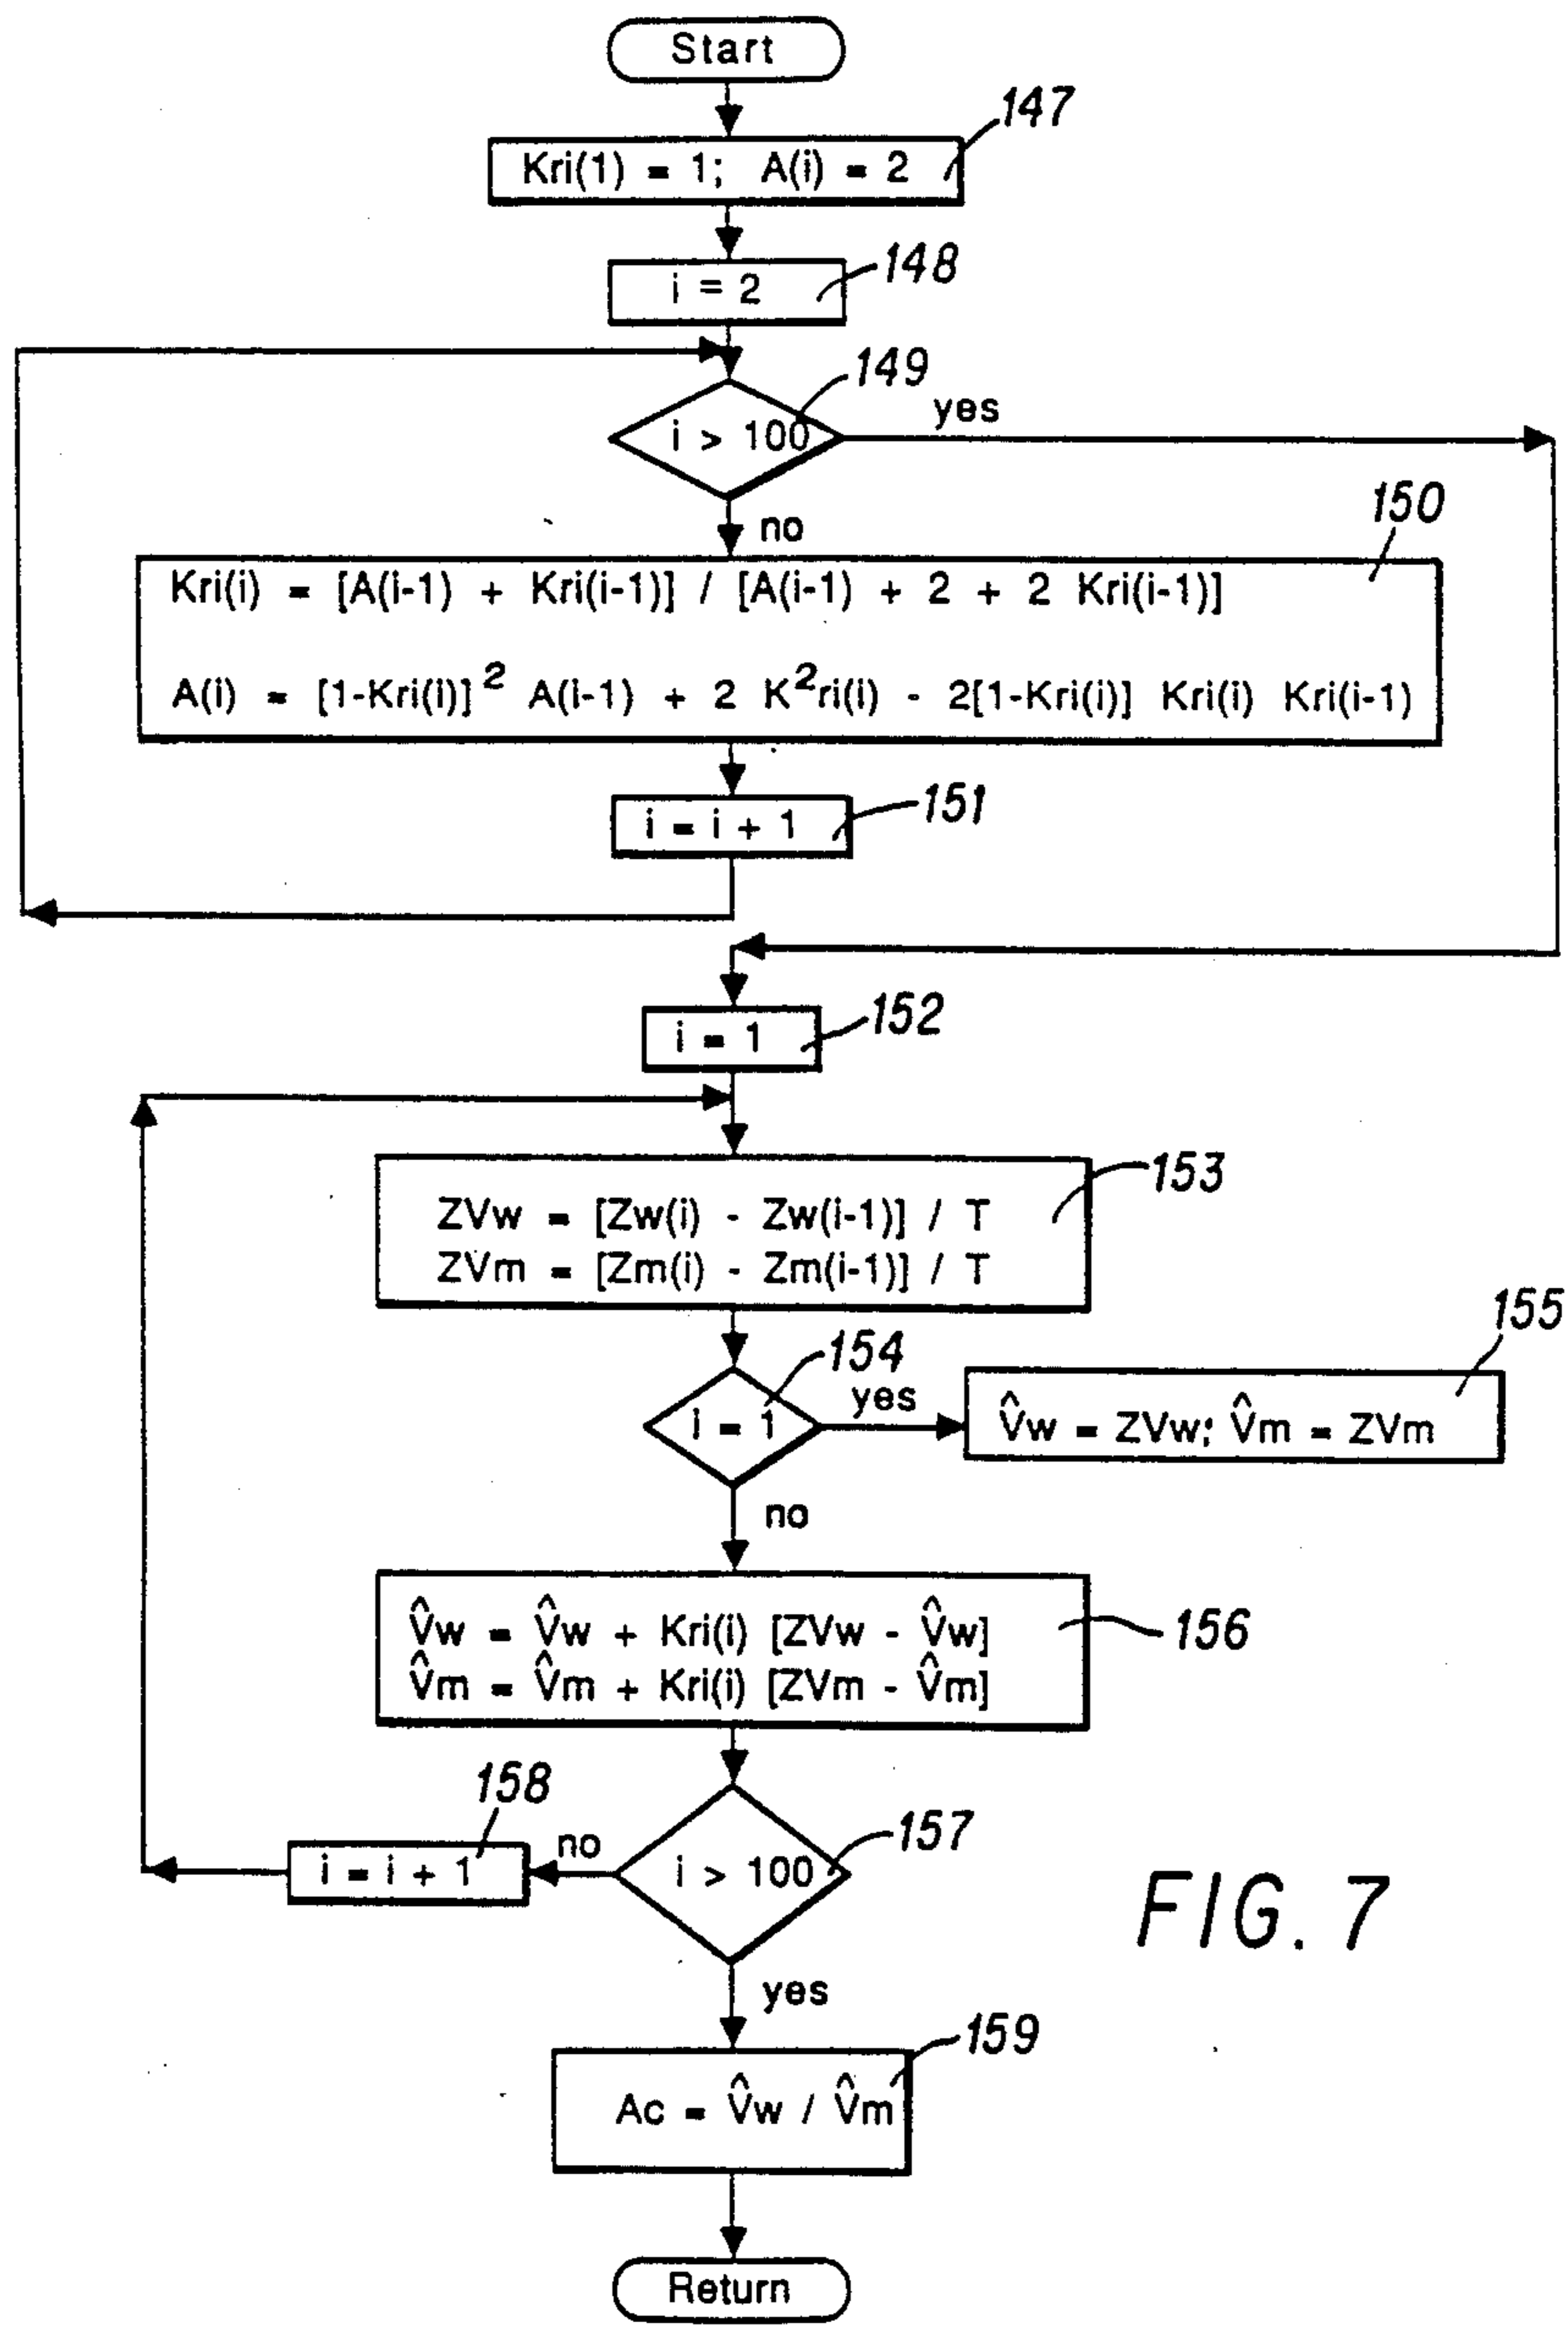 Start
147
Kri(1) = 1; A(i) = 2
148
i = 2
149
i > 100
yes
no
150
Kri(i) = [A(i-1) + Kri(i-1)] / [A(i-1) + 2 + 2 Kri(i-1)]
A(i) = [1-Kri(i)]² A(i-1) + 2 K²ri(i) - 2[1-Kri(i)] Kri(i) Kri(i-1)
151
i = i + 1
152
i = 1
153
ZVw = [Zw(i) - Zw(i-1)] / T
ZVm = [Zm(i) - Zm(i-1)] / T
154
155
i = 1
yes
V̂w = ZVw; V̂m = ZVm
no
V̂w = V̂w + Kri(i) [ZVw - V̂w]
V̂m = V̂m + Kri(i) [ZVm - V̂m]
156
158
157
i = i + 1
no
i > 100
FIG. 7
yes
159
Ac = V̂w / V̂m
Return